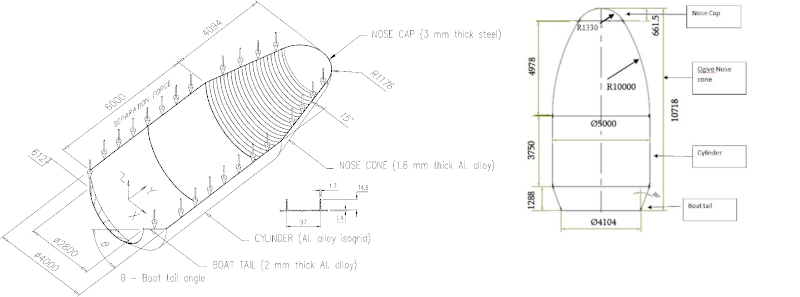 4394
NOSE CAP (3 mm thick steel)
R1176
6000
SEPARATION FORCE
15°
NOSE CONE (1.6 mm thick Al. alloy)
612
Z
Y
X
1.7
14.8
1.4
97
CYLINDER (Al. alloy isogrid)
Ø2800
Ø4000
θ
BOAT TAIL (2 mm thick Al. alloy)
θ - Boat tail angle
Nose Cap
R1330
661.5
4978
R10000
Ogive Nose
cone
10718
Ø5000
3750
Cylinder
1288
Boat tail
Ø4104